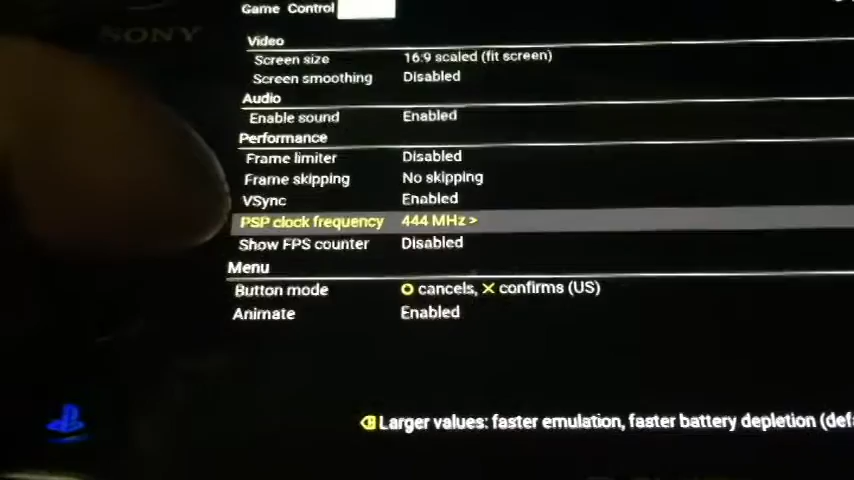 SONY
Game Control
Video
Screen size 16:9 scaled (fit screen)
Screen smoothing Disabled
Audio
Enable sound Enabled
Performance
Frame limiter Disabled
Frame skipping No skipping
VSync Enabled
PSP clock frequency 444 MHz >
Show FPS counter Disabled
Menu
Button mode O cancels, X confirms (US)
Animate Enabled
Larger values: faster emulation, faster battery depletion (def